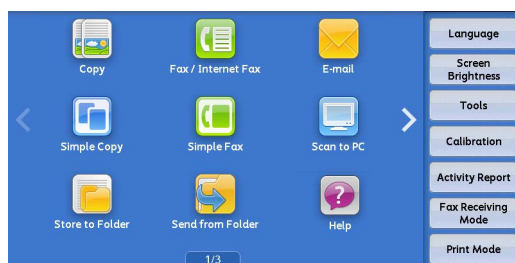 Copy
Fax / Internet Fax
E-mail
Simple Copy
Simple Fax
Scan to PC
Store to Folder
Send from Folder
Help
1/3
Language
Screen
Brightness
Tools
Calibration
Activity Report
Fax Receiving
Mode
Print Mode